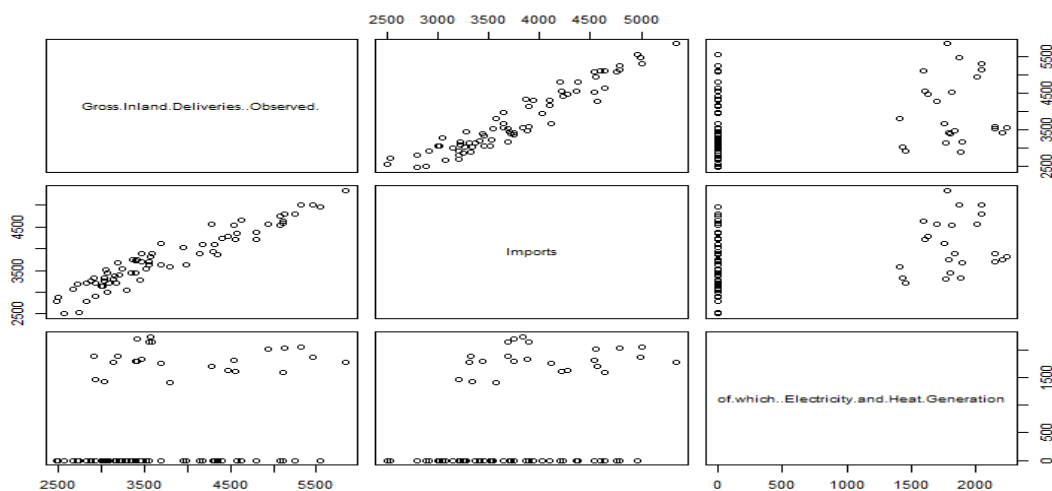 2500 3000 3500 4000 4500 5000
Gross.Inland.Deliveries..Observed.
2500 3500 4500 5500
2500 3500 4500
Imports
of.which..Electricity.and.Heat.Generation
0 500 1500
2500 3500 4500 5500
0 500 1000 1500 2000